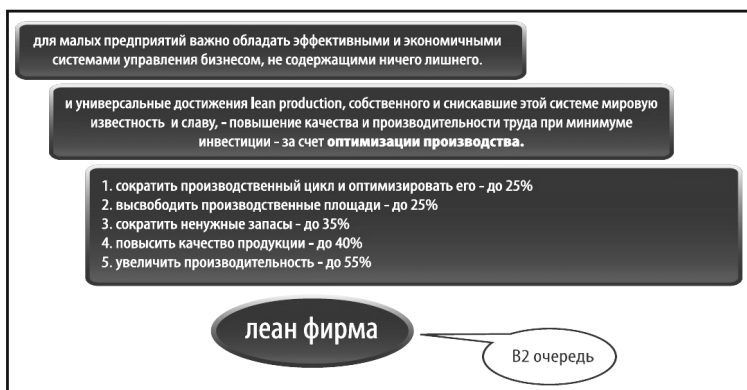 для малых предприятий важно обладать эффективными и экономичными
системами управления бизнесом, не содержащими ничего лишнего.
и универсальные достижения lean production, собственного и снискавшие этой системе мировую
известность и славу, - повышение качества и производительности труда при минимуме
инвестиции - за счет оптимизации производства.
1. сократить производственный цикл и оптимизировать его - до 25%
2. высвободить производственные площади - до 25%
3. сократить ненужные запасы - до 35%
4. повысить качество продукции - до 40%
5. увеличить производительность - до 55%
леан фирма
В2 очередь